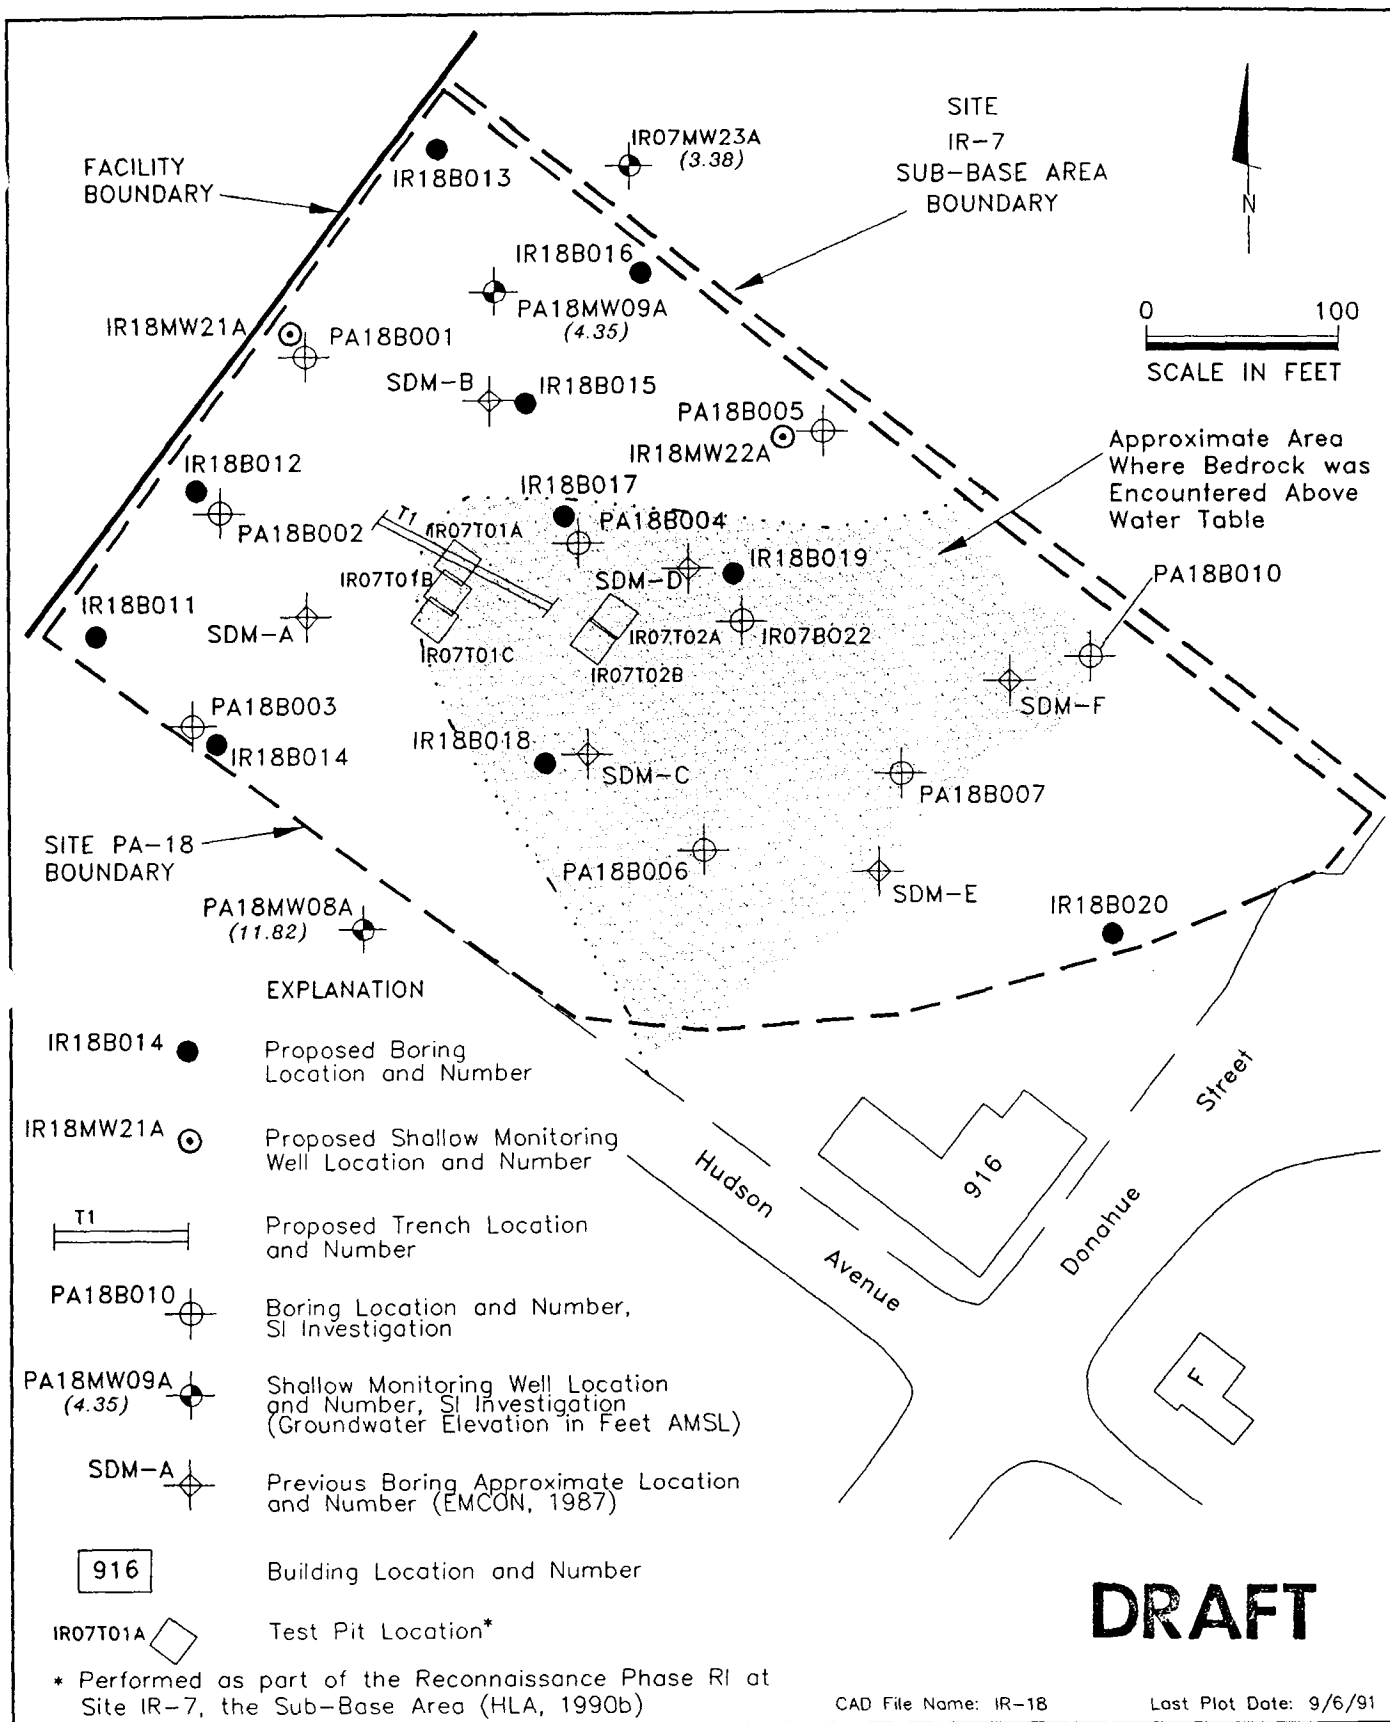 SITE
IR-7
SUB-BASE AREA
BOUNDARY
FACILITY
BOUNDARY
IR07MW23A
(3.38)
IR18B013
N
IR18B016
PA18MW09A
(4.35)
IR18MW21A
PA18B001
0 100
SCALE IN FEET
SDM-B
IR18B015
PA18B005
IR18MW22A
Approximate Area
Where Bedrock was
Encountered Above
Water Table
IR18B012
PA18B002
IR18B017
PA18B004
T1
IR07T01A
IR07T01B
IR07T01C
SDM-D
IR18B019
PA18B010
IR18B011
SDM-A
IR07T02A
IR07B022
IR07T02B
SDM-F
PA18B003
IR18B014
IR18B018
SDM-C
PA18B007
SITE PA-18
BOUNDARY
PA18B006
SDM-E
PA18MW08A
(11.82)
IR18B020
EXPLANATION
IR18B014
Proposed Boring
Location and Number
IR18MW21A
Proposed Shallow Monitoring
Well Location and Number
T1
Proposed Trench Location
and Number
PA18B010
Boring Location and Number,
SI Investigation
PA18MW09A
(4.35)
Shallow Monitoring Well Location
and Number, SI Investigation
(Groundwater Elevation in Feet AMSL)
SDM-A
Previous Boring Approximate Location
and Number (EMCON, 1987)
916
Building Location and Number
IR07T01A
Test Pit Location*
* Performed as part of the Reconnaissance Phase RI at
Site IR-7, the Sub-Base Area (HLA, 1990b)
Hudson
Avenue
916
Donahue
Street
F
DRAFT
CAD File Name: IR-18
Last Plot Date: 9/6/91